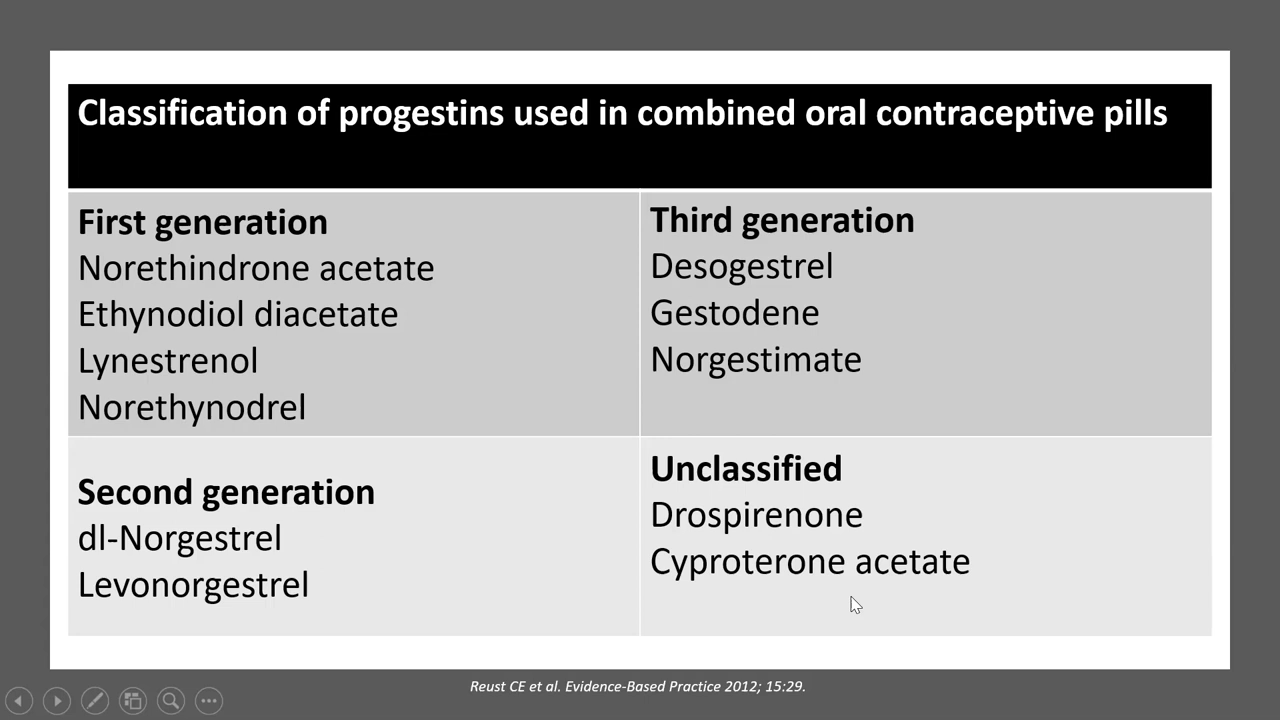 Classification of progestins used in combined oral contraceptive pills
First generation
Norethindrone acetate
Ethynodiol diacetate
Lynestrenol
Norethynodrel
Third generation
Desogestrel
Gestodene
Norgestimate
Second generation
dl-Norgestrel
Levonorgestrel
Unclassified
Drospirenone
Cyproterone acetate
Reust CE et al. Evidence-Based Practice 2012; 15:29.